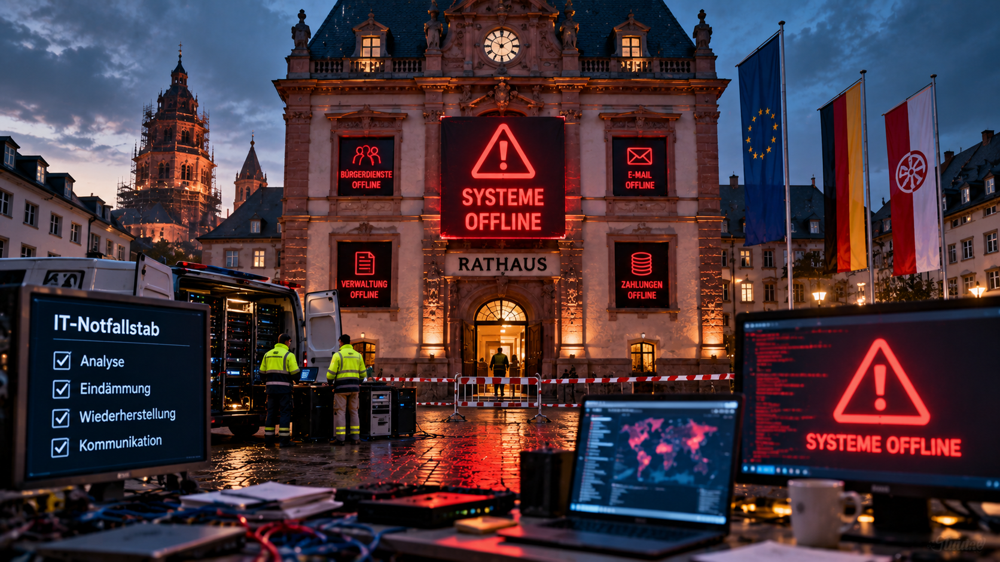 SYSTEME
OFFLINE
BÜRGERDIENSTE
OFFLINE
E-MAIL
OFFLINE
RATHAUS
VERWALTUNG
OFFLINE
ZAHLUNGEN
OFFLINE
IT-Notfallstab
Analyse
Eindämmung
Wiederherstellung
Kommunikation
SYSTEME OFFLINE